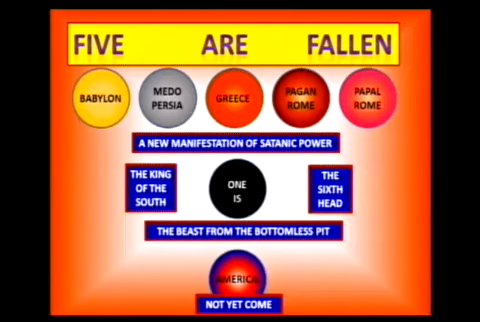 FIVE ARE FALLEN
BABYLON
MEDO
PERSIA
GREECE
PAGAN
ROME
PAPAL
ROME
A NEW MANIFESTATION OF SATANIC POWER
THE KING
OF THE
SOUTH
ONE
IS
THE
SIXTH
HEAD
THE BEAST FROM THE BOTTOMLESS PIT
AMERICA
NOT YET COME